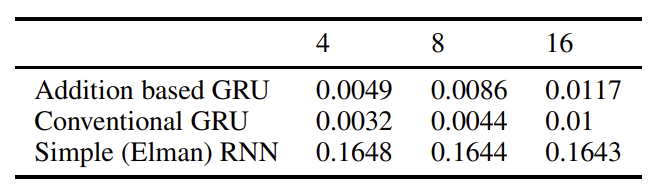 4 8 16
Addition based GRU 0.0049 0.0086 0.0117
Conventional GRU 0.0032 0.0044 0.01
Simple (Elman) RNN 0.1648 0.1644 0.1643